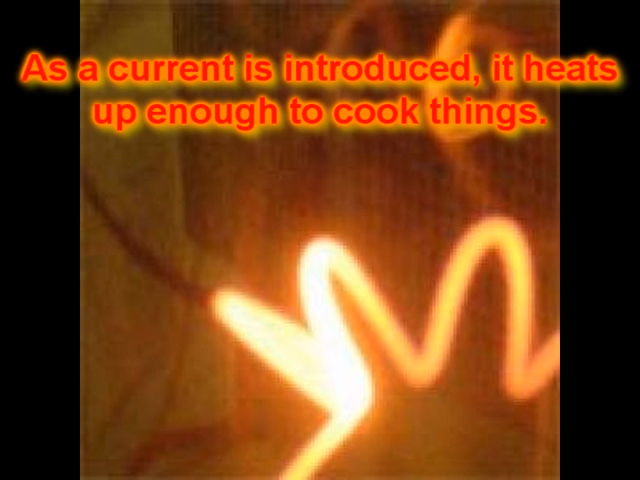 As a current is introduced, it heats
up enough to cook things.